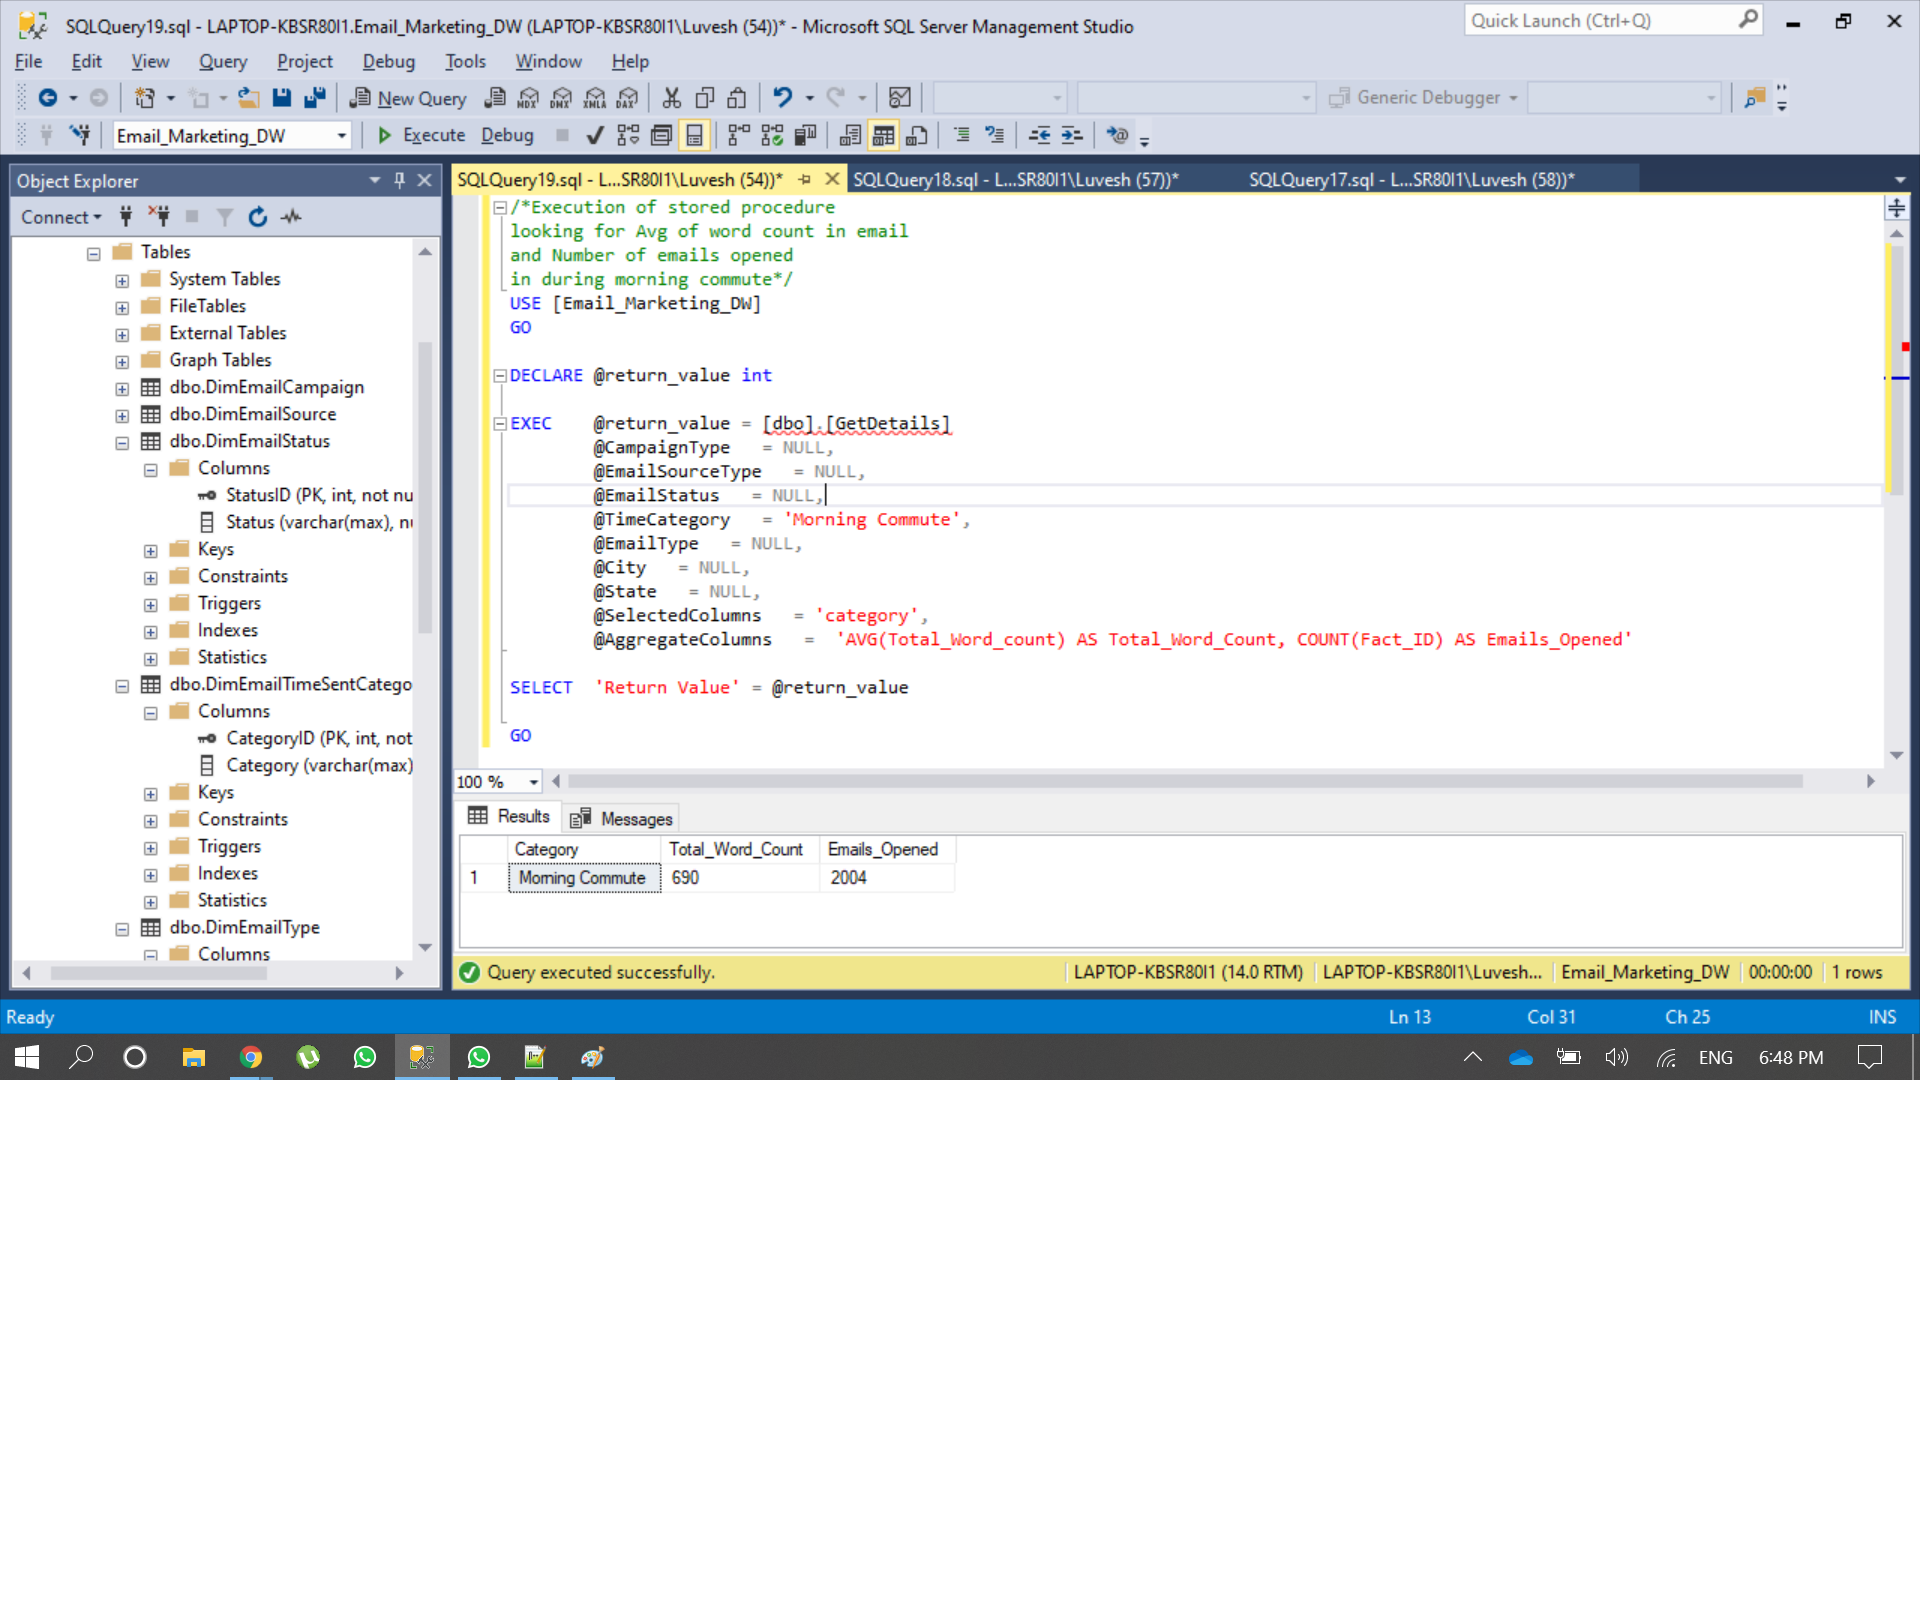 SQLQuery19.sql - LAPTOP-KBSR80I1.Email_Marketing_DW (LAPTOP-KBSR80I1\Luvesh (54))* - Microsoft SQL Server Management Studio
Quick Launch (Ctrl+Q)
File Edit View Query Project Debug Tools Window Help
New Query MDX DMX XMLA DAX Generic Debugger
Email_Marketing_DW Execute Debug
Object Explorer
Connect
Tables
System Tables
FileTables
External Tables
Graph Tables
dbo.DimEmailCampaign
dbo.DimEmailSource
dbo.DimEmailStatus
Columns
StatusID (PK, int, not nu
Status (varchar(max), nu
Keys
Constraints
Triggers
Indexes
Statistics
dbo.DimEmailTimeSentCatego
Columns
CategoryID (PK, int, not
Category (varchar(max)
Keys
Constraints
Triggers
Indexes
Statistics
dbo.DimEmailType
Columns
SQLQuery19.sql - L...SR80I1\Luvesh (54))* SQLQuery18.sql - L...SR80I1\Luvesh (57))* SQLQuery17.sql - L...SR80I1\Luvesh (58))*
/*Execution of stored procedure
looking for Avg of word count in email
and Number of emails opened
in during morning commute*/
USE [Email_Marketing_DW]
GO
DECLARE @return_value int
EXEC @return_value = [dbo].[GetDetails]
@CampaignType = NULL,
@EmailSourceType = NULL,
@EmailStatus = NULL,
@TimeCategory = 'Morning Commute',
@EmailType = NULL,
@City = NULL,
@State = NULL,
@SelectedColumns = 'category',
@AggregateColumns = 'AVG(Total_Word_count) AS Total_Word_Count, COUNT(Fact_ID) AS Emails_Opened'
SELECT 'Return Value' = @return_value
GO
100 %
Results Messages
Category Total_Word_Count Emails_Opened
1 Morning Commute 690 2004
Query executed successfully. LAPTOP-KBSR80I1 (14.0 RTM) LAPTOP-KBSR80I1\Luvesh... Email_Marketing_DW 00:00:00 1 rows
Ready Ln 13 Col 31 Ch 25 INS
ENG 6:48 PM